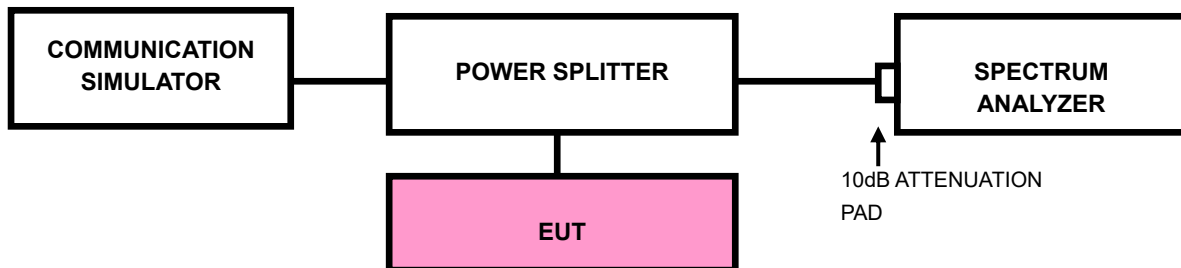 COMMUNICATION
SIMULATOR
POWER SPLITTER
SPECTRUM
ANALYZER
10dB ATTENUATION
PAD
EUT